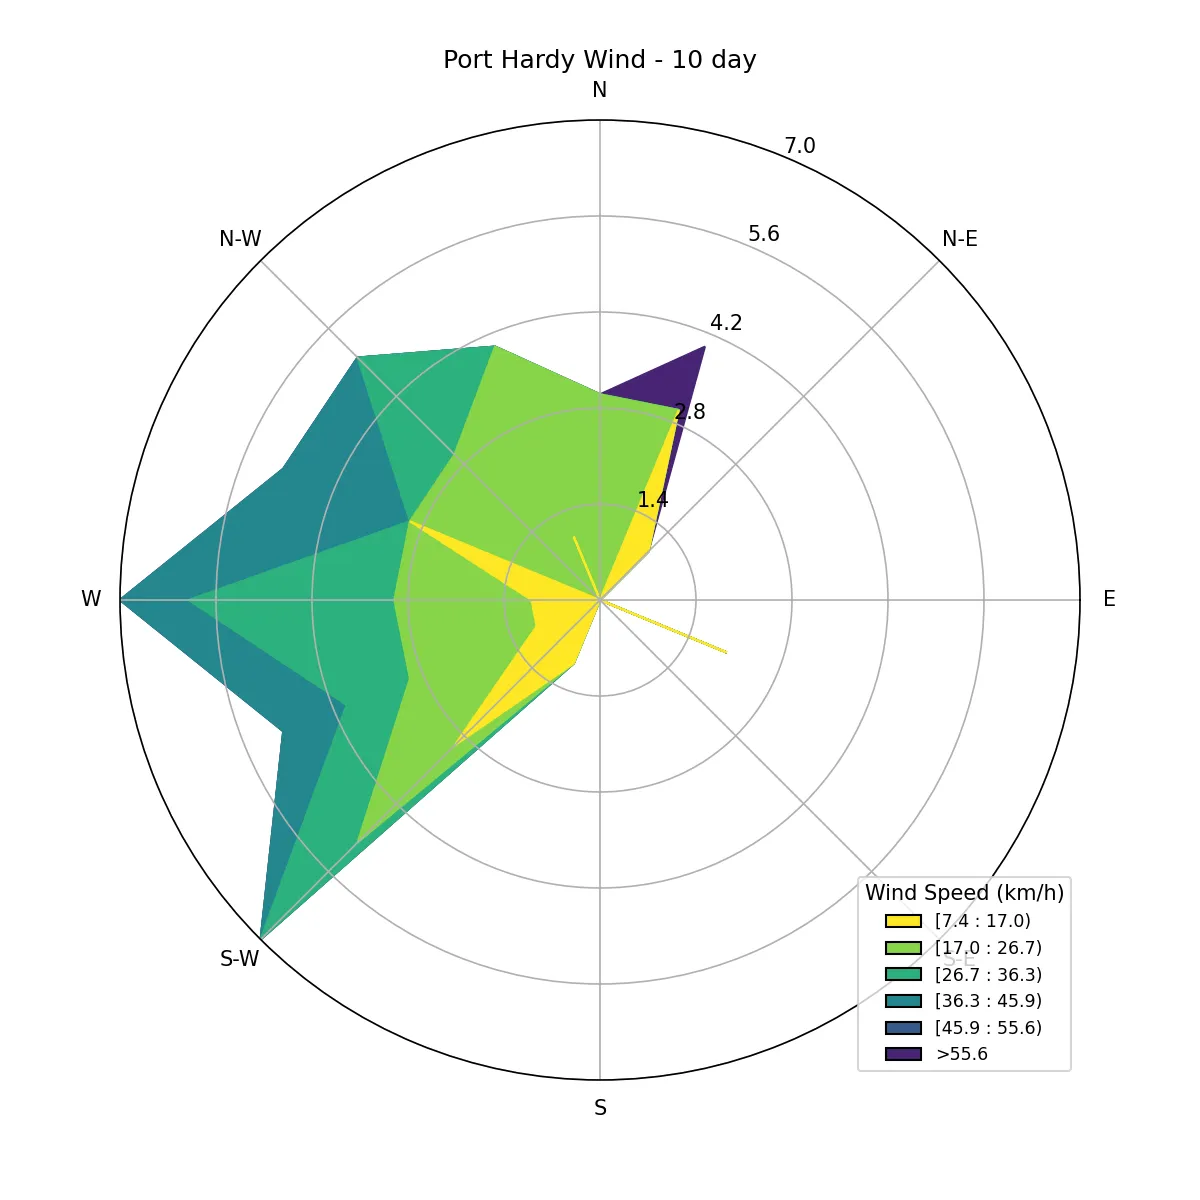 Port Hardy Wind - 10 day
N
7.0
N-W
5.6
N-E
4.2
2.8
1.4
W
E
S-W
S-E
S
Wind Speed (km/h)
[7.4 : 17.0)
[17.0 : 26.7)
[26.7 : 36.3)
[36.3 : 45.9)
[45.9 : 55.6)
>55.6